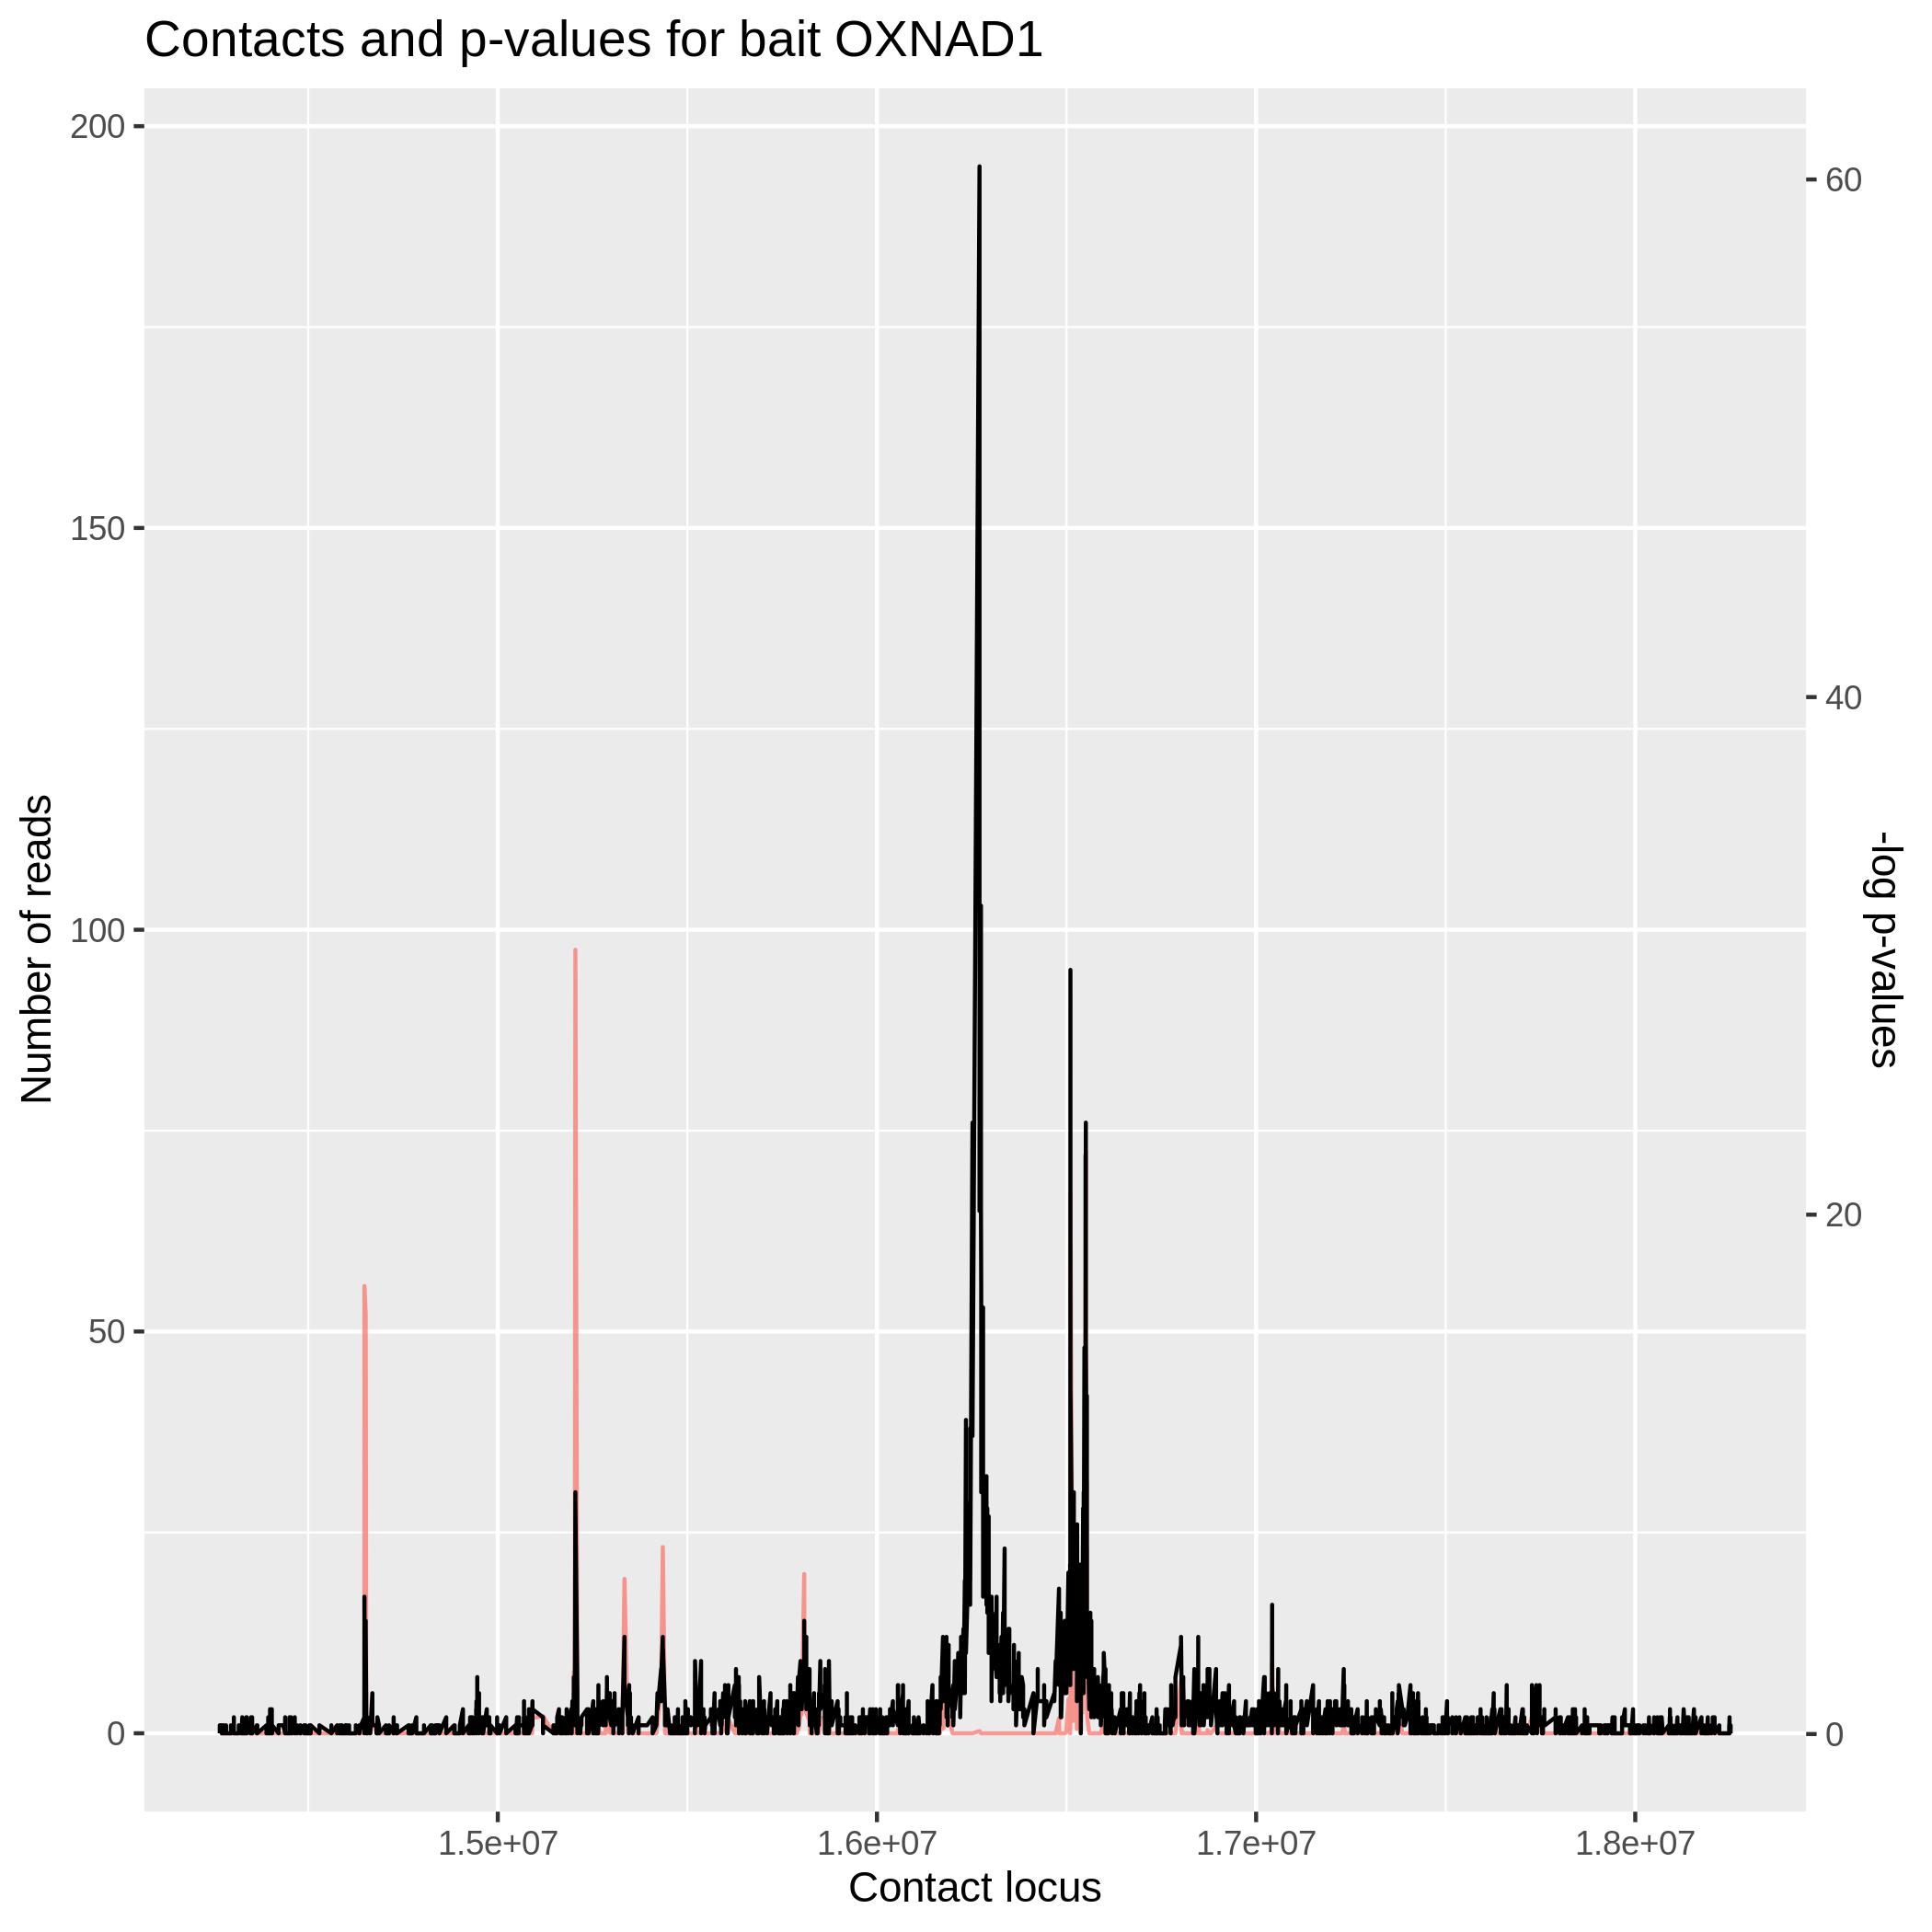 Contacts and p-values for bait OXNAD1
200
150
100
50
0
60
40
20
0
Number of reads
-log p-values
1.5e+07
1.6e+07
1.7e+07
1.8e+07
Contact locus